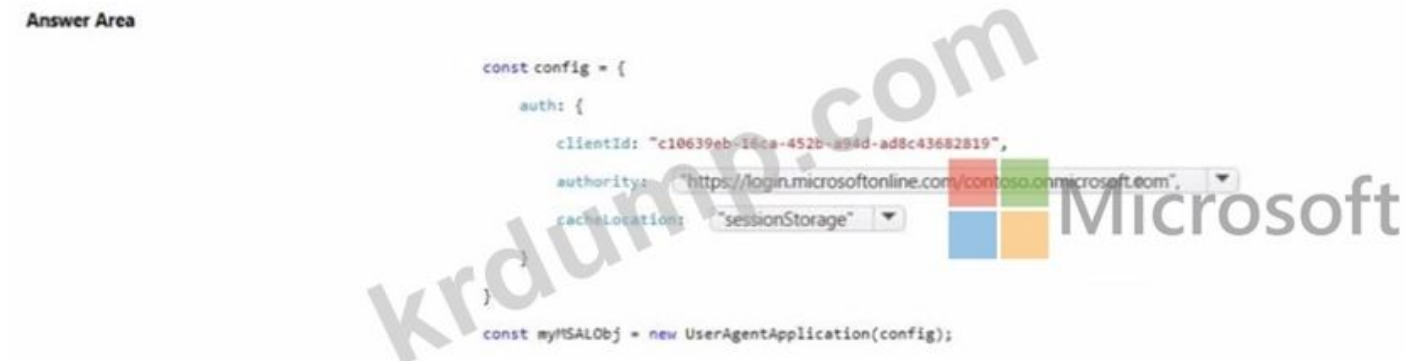 Answer Area
const config = {
auth: {
clientId: "c10639eb-16ca-452b-a94d-ad8c43682819",
authority: "https://login.microsoftonline.com/contoso.onmicrosoft.com",
cacheLocation: "sessionStorage"
}
}
const myMSALObj = new UserAgentApplication(config);
krdump.com
Microsoft